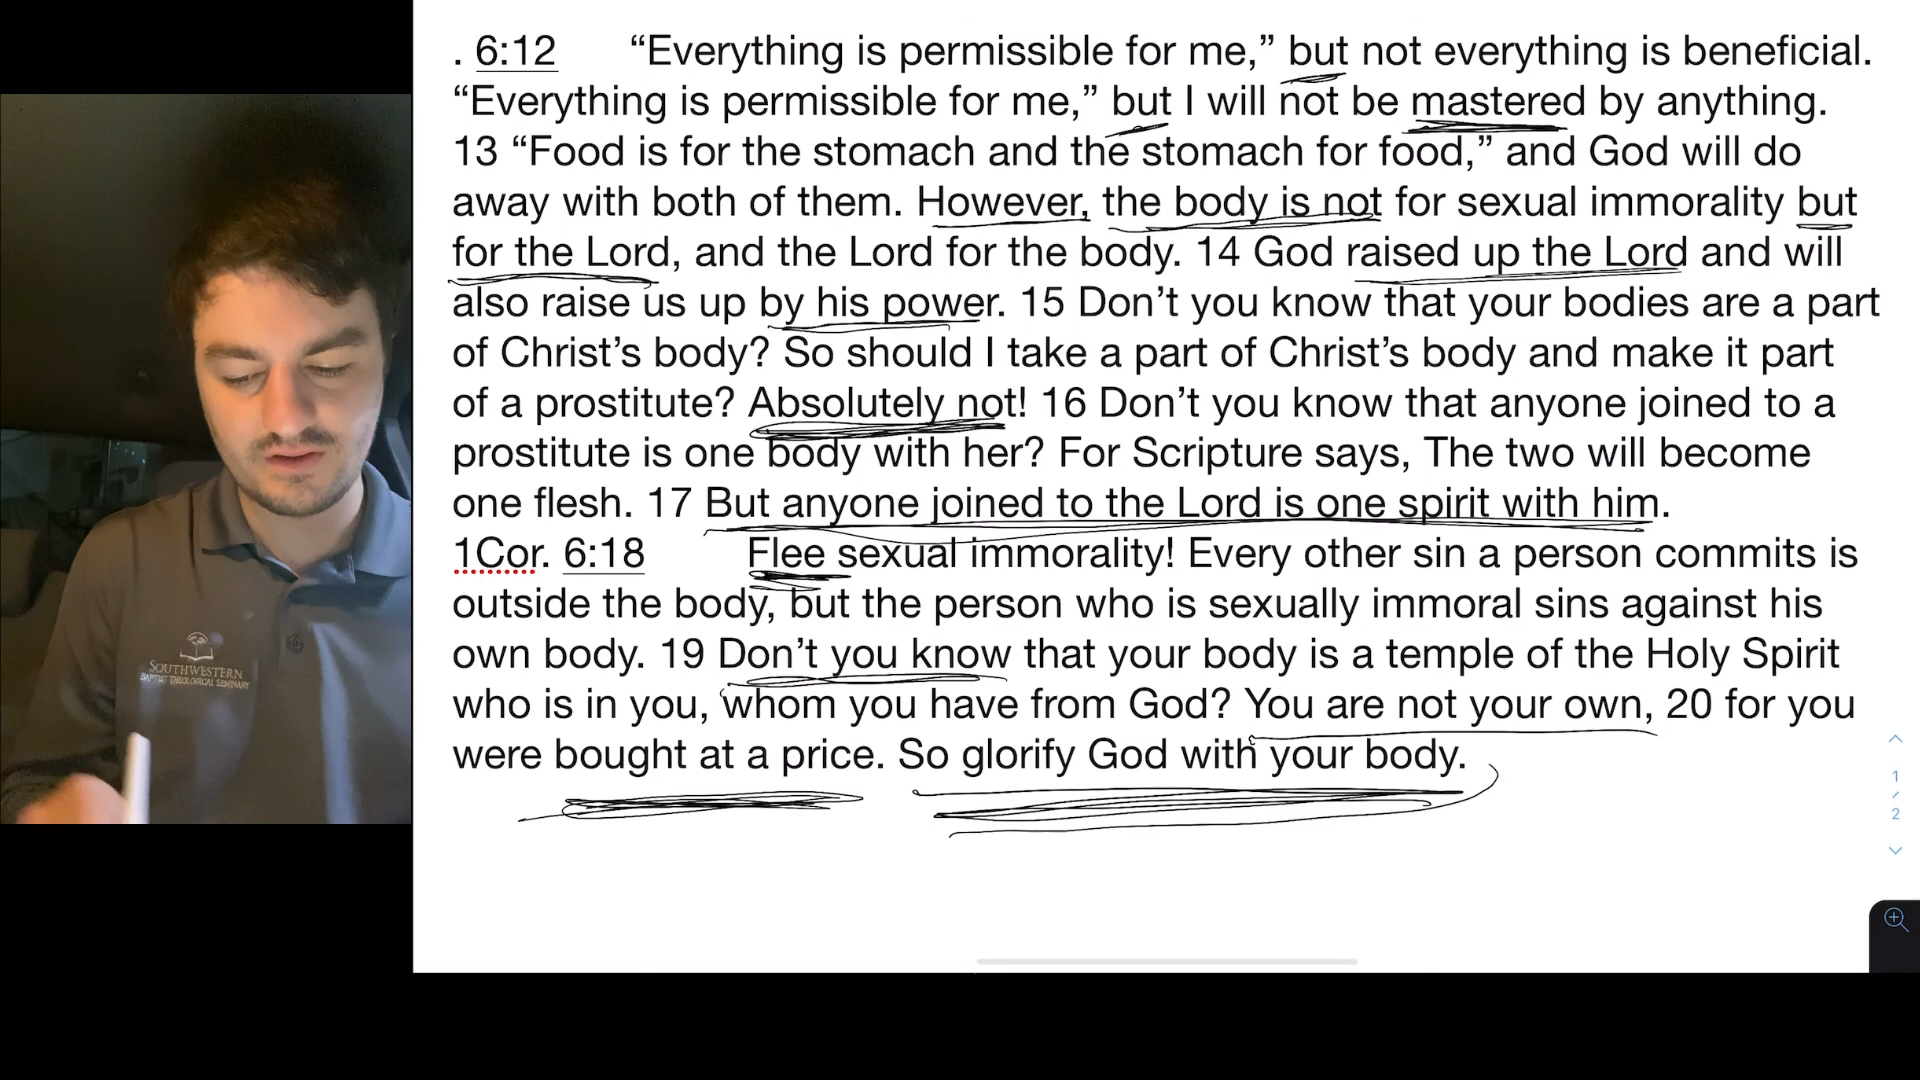 . 6:12 “Everything is permissible for me,” but not everything is beneficial.
“Everything is permissible for me,” but I will not be mastered by anything.
13 “Food is for the stomach and the stomach for food,” and God will do
away with both of them. However, the body is not for sexual immorality but
for the Lord, and the Lord for the body. 14 God raised up the Lord and will
also raise us up by his power. 15 Don’t you know that your bodies are a part
of Christ’s body? So should I take a part of Christ’s body and make it part
of a prostitute? Absolutely not! 16 Don’t you know that anyone joined to a
prostitute is one body with her? For Scripture says, The two will become
one flesh. 17 But anyone joined to the Lord is one spirit with him.
1Cor. 6:18 Flee sexual immorality! Every other sin a person commits is
outside the body, but the person who is sexually immoral sins against his
own body. 19 Don’t you know that your body is a temple of the Holy Spirit
who is in you, whom you have from God? You are not your own, 20 for you
were bought at a price. So glorify God with your body.
1
/
2
SOUTHWESTERN
BAPTIST THEOLOGICAL SEMINARY